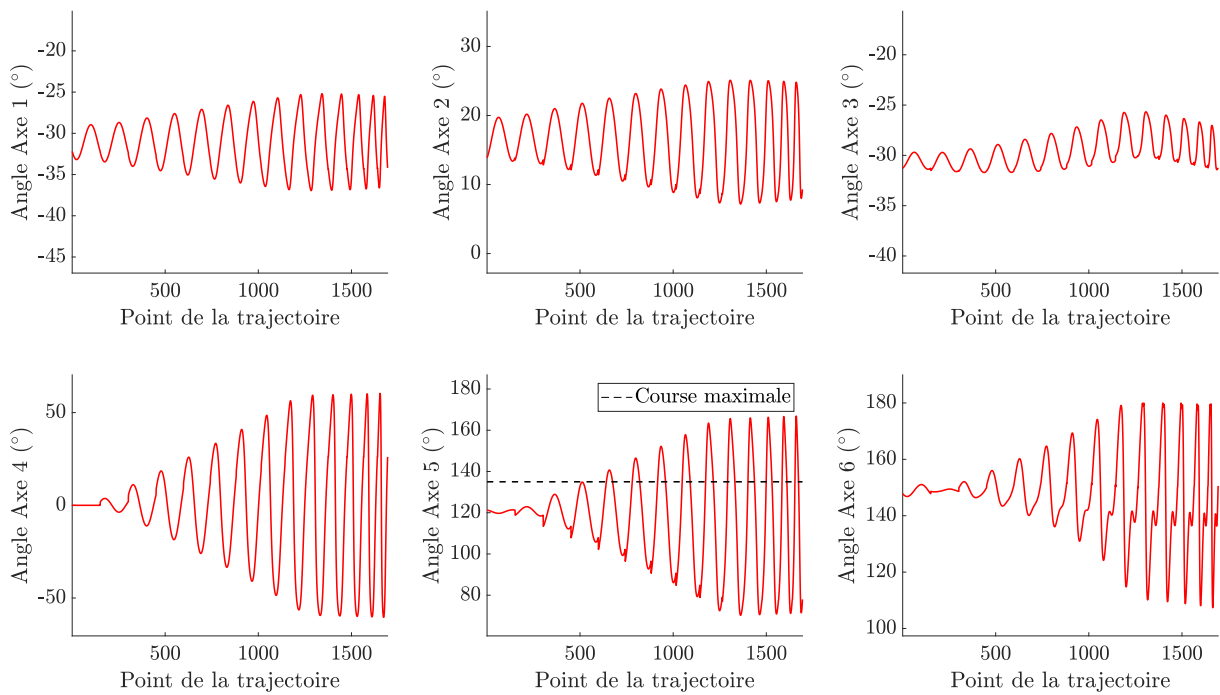 -20
-25
-30
-35
-40
-45
Angle Axe 1 (°)
500 1000 1500
Point de la trajectoire
30
20
10
0
Angle Axe 2 (°)
500 1000 1500
Point de la trajectoire
-20
-25
-30
-35
-40
Angle Axe 3 (°)
500 1000 1500
Point de la trajectoire
50
0
-50
Angle Axe 4 (°)
500 1000 1500
Point de la trajectoire
180
160
140
120
100
80
Angle Axe 5 (°)
Course maximale
500 1000 1500
Point de la trajectoire
180
160
140
120
100
Angle Axe 6 (°)
500 1000 1500
Point de la trajectoire